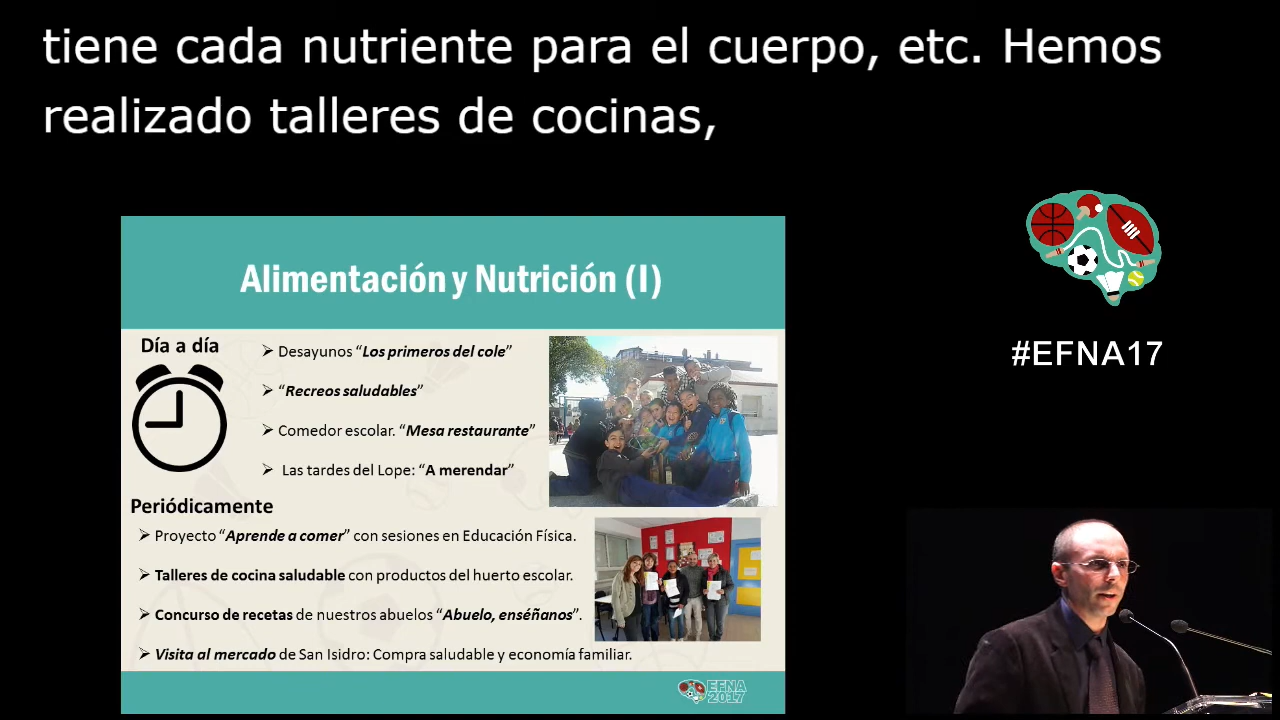 tiene cada nutriente para el cuerpo, etc. Hemos
realizado talleres de cocinas,
#EFNA17
Alimentación y Nutrición (I)
Día a día
➢ Desayunos “Los primeros del cole”
➢ “Recreos saludables”
➢ Comedor escolar. “Mesa restaurante”
➢ Las tardes del Lope: “A merendar”
Periódicamente
➢ Proyecto “Aprende a comer” con sesiones en Educación Física.
➢ Talleres de cocina saludable con productos del huerto escolar.
➢ Concurso de recetas de nuestros abuelos “Abuelo, enséñanos”.
➢ Visita al mercado de San Isidro: Compra saludable y economía familiar.
EFNA
2017